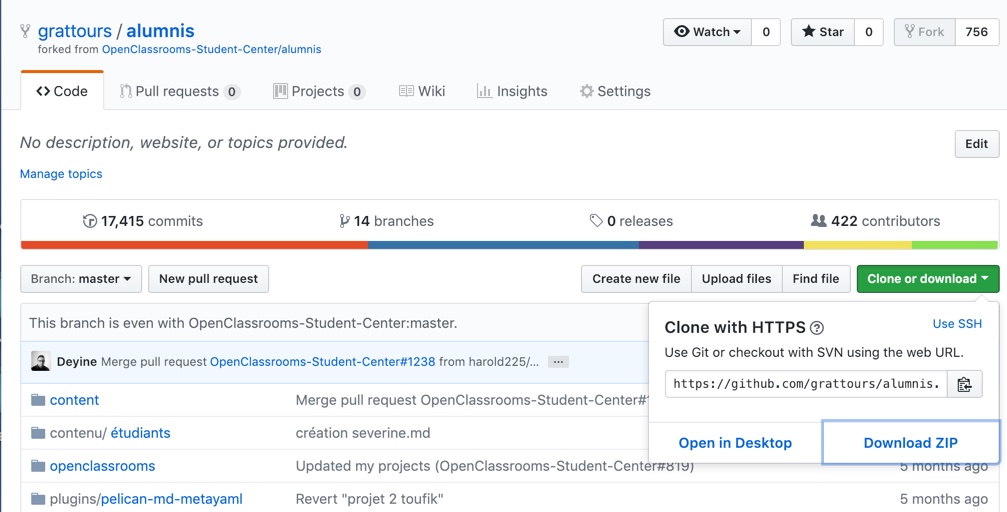 grattours / alumnis
Watch 0
Star 0
Fork 756
forked from OpenClassrooms-Student-Center/alumnis
Code
Pull requests 0
Projects 0
Wiki
Insights
Settings
No description, website, or topics provided.
Edit
Manage topics
17,415 commits
14 branches
0 releases
422 contributors
Branch: master
New pull request
Create new file
Upload files
Find file
Clone or download
This branch is even with OpenClassrooms-Student-Center:master.
Clone with HTTPS
Use SSH
Use Git or checkout with SVN using the web URL.
https://github.com/grattours/alumnis.
Open in Desktop
Download ZIP
Deyine Merge pull request OpenClassrooms-Student-Center#1238 from harold225/... ...
content
Merge pull request OpenClassrooms-Student-Center#
contenu/ étudiants
création severine.md
openclassrooms
Updated my projects (OpenClassrooms-Student-Center#819)
5 months ago
plugins/pelican-md-metayaml
Revert "projet 2 toufik"
5 months ago